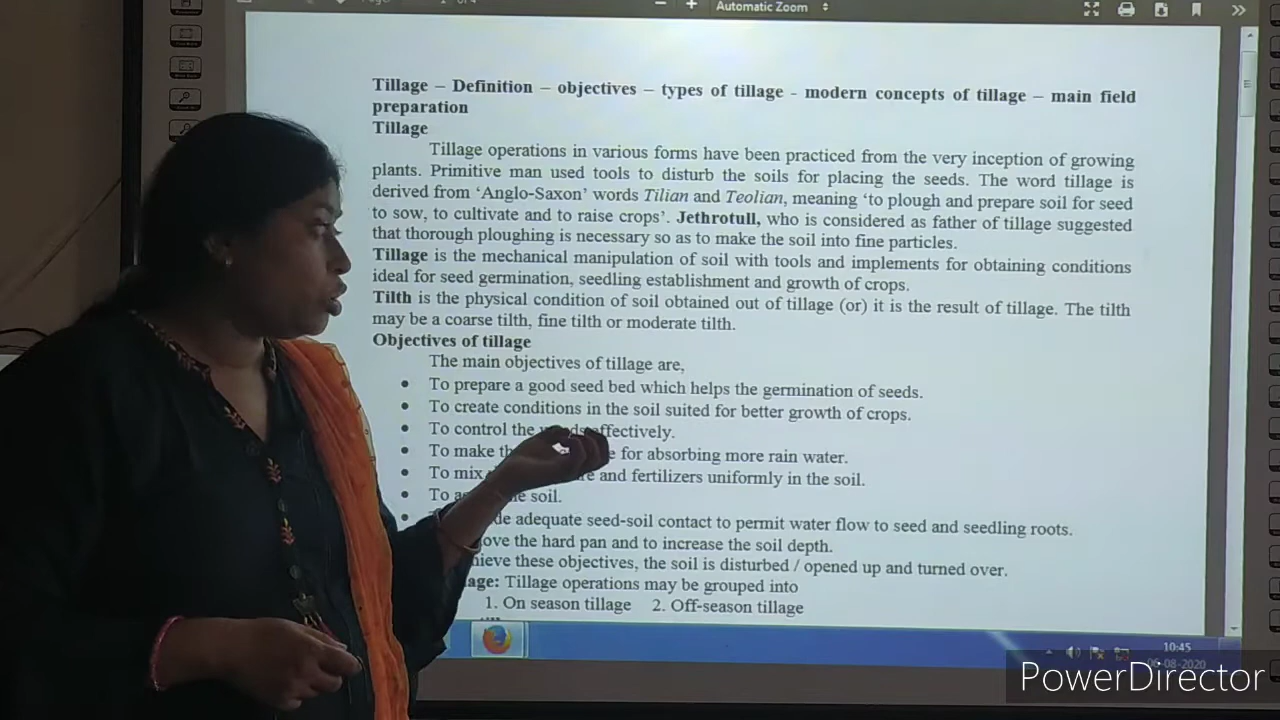 Automatic Zoom
Tillage – Definition – objectives – types of tillage - modern concepts of tillage – main field
preparation
Tillage
Tillage operations in various forms have been practiced from the very inception of growing
plants. Primitive man used tools to disturb the soils for placing the seeds. The word tillage is
derived from ‘Anglo-Saxon’ words Tilian and Teolian, meaning ‘to plough and prepare soil for seed
to sow, to cultivate and to raise crops’. Jethrotull, who is considered as father of tillage suggested
that thorough ploughing is necessary so as to make the soil into fine particles.
Tillage is the mechanical manipulation of soil with tools and implements for obtaining conditions
ideal for seed germination, seedling establishment and growth of crops.
Tilth is the physical condition of soil obtained out of tillage (or) it is the result of tillage. The tilth
may be a coarse tilth, fine tilth or moderate tilth.
Objectives of tillage
The main objectives of tillage are,
• To prepare a good seed bed which helps the germination of seeds.
• To create conditions in the soil suited for better growth of crops.
• To control the effectively.
• To make for absorbing more rain water.
• To mix and fertilizers uniformly in the soil.
• To soil.
• adequate seed-soil contact to permit water flow to seed and seedling roots.
the hard pan and to increase the soil depth.
these objectives, the soil is disturbed / opened up and turned over.
Tillage operations may be grouped into
1. On season tillage 2. Off-season tillage
10:45
06-08-2020
PowerDirector